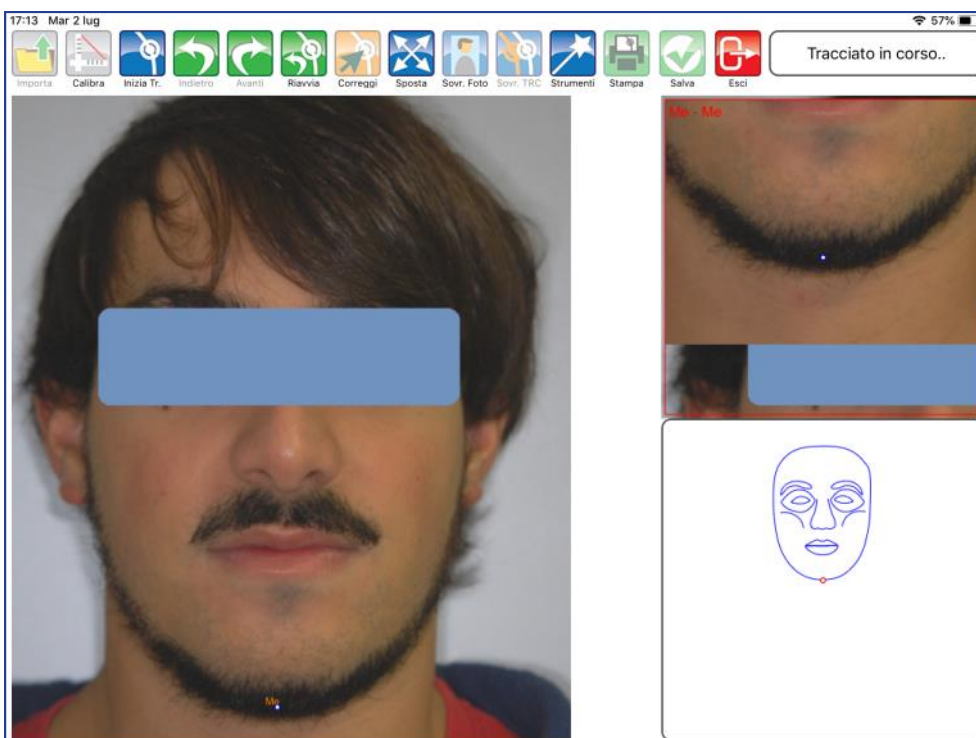 17:13 Mar 2 lug
57%
Importa Calibra Inizia Tr. Indietro Avanti Riavvia Correggi Sposta Sovr. Foto Sovr. TRC Strumenti Stampa Salva Esci
Tracciato in corso..
Me - Me
Me